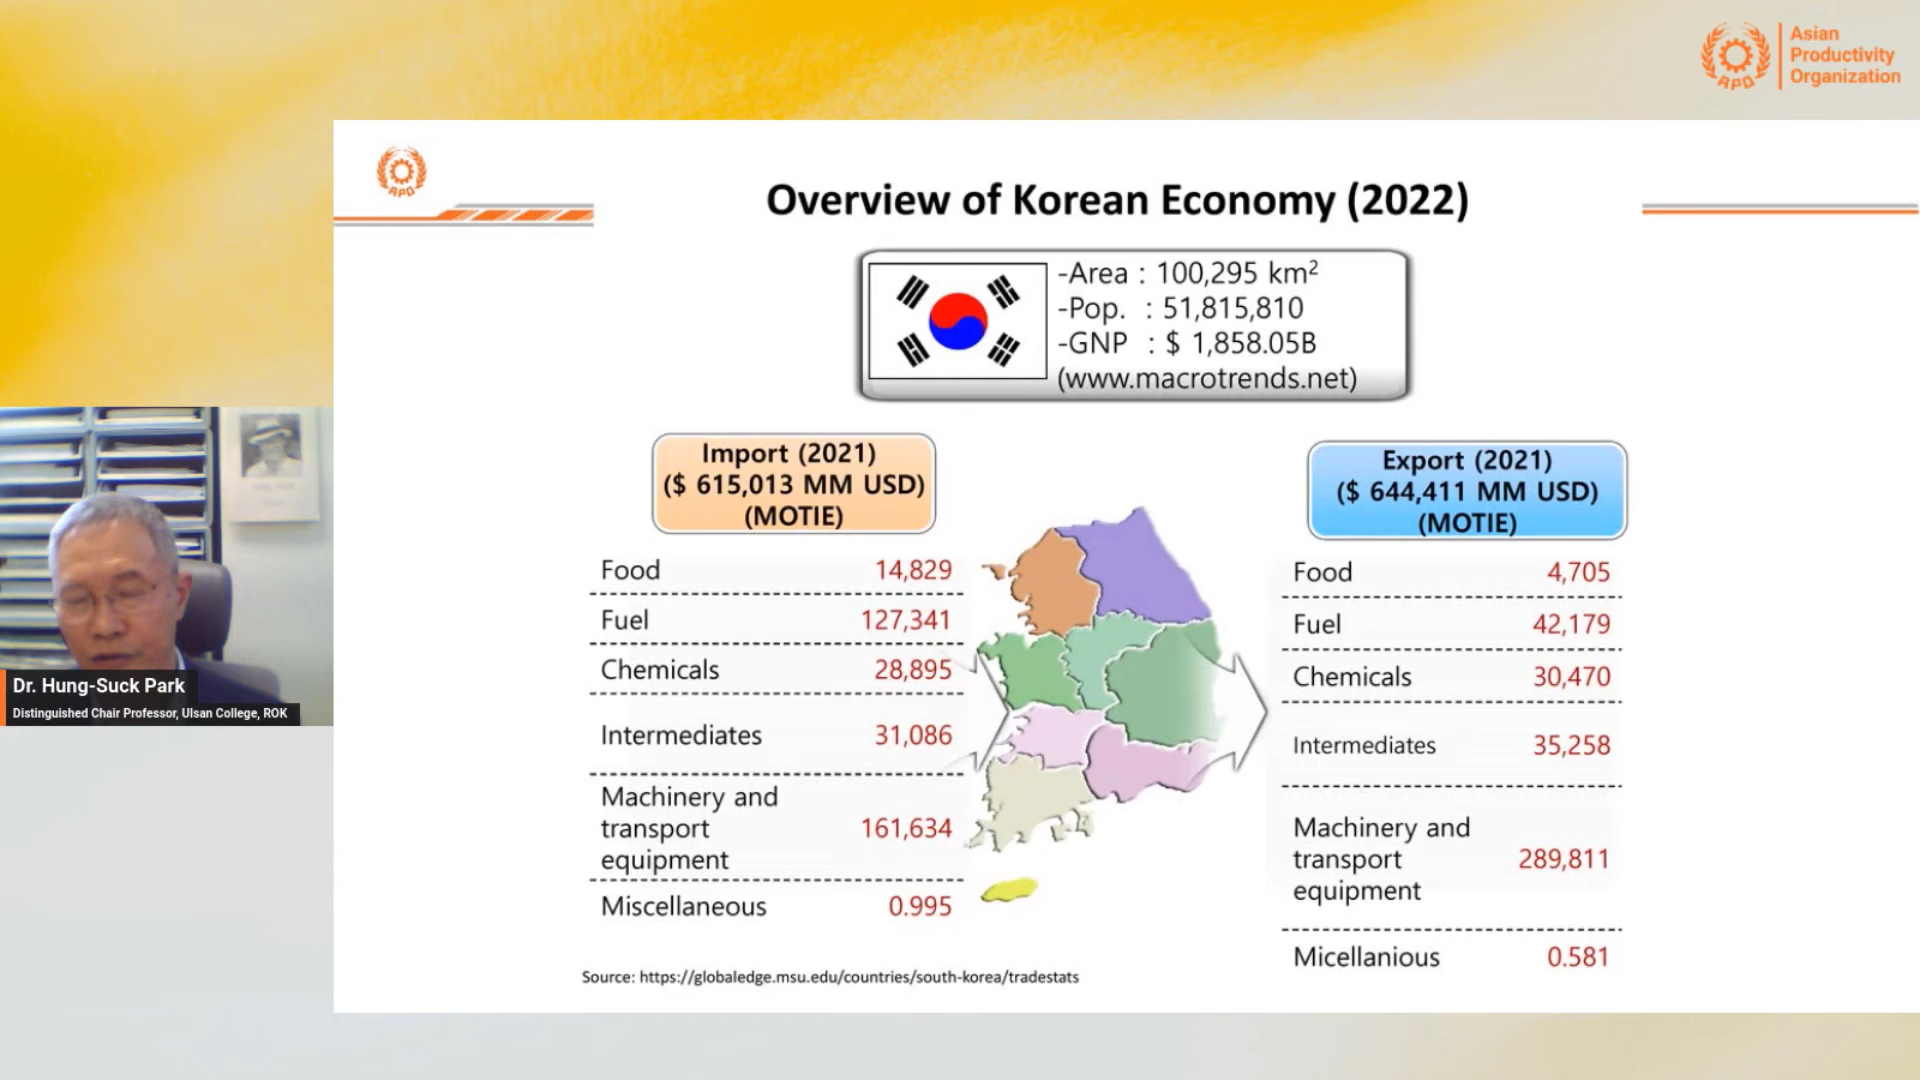 Asian
Productivity
Organization
APO
APO
Overview of Korean Economy (2022)
-Area : 100,295 km²
-Pop. : 51,815,810
-GNP : $ 1,858.05B
(www.macrotrends.net)
Import (2021)
($ 615,013 MM USD)
(MOTIE)
Food 14,829
Fuel 127,341
Chemicals 28,895
Intermediates 31,086
Machinery and
transport
equipment 161,634
Miscellaneous 0.995
Export (2021)
($ 644,411 MM USD)
(MOTIE)
Food 4,705
Fuel 42,179
Chemicals 30,470
Intermediates 35,258
Machinery and
transport
equipment 289,811
Micellanious 0.581
Source: https://globaledge.msu.edu/countries/south-korea/tradestats
Dr. Hung-Suck Park
Distinguished Chair Professor, Ulsan College, ROK